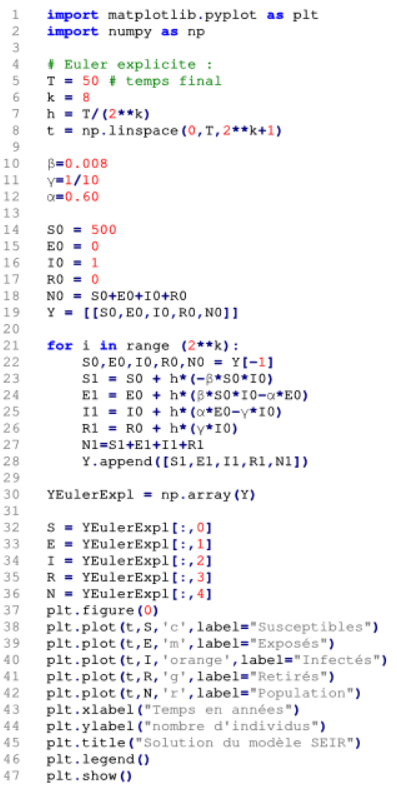 1 import matplotlib.pyplot as plt
2 import numpy as np
3
4 # Euler explicite :
5 T = 50 # temps final
6 k = 8
7 h = T/(2**k)
8 t = np.linspace(0,T,2**k+1)
9
10 β=0.008
11 γ=1/10
12 α=0.60
13
14 S0 = 500
15 E0 = 0
16 I0 = 1
17 R0 = 0
18 N0 = S0+E0+I0+R0
19 Y = [[S0,E0,I0,R0,N0]]
20
21 for i in range (2**k):
22     S0,E0,I0,R0,N0 = Y[-1]
23     S1 = S0 + h*(-β*S0*I0)
24     E1 = E0 + h*(β*S0*I0-α*E0)
25     I1 = I0 + h*(α*E0-γ*I0)
26     R1 = R0 + h*(γ*I0)
27     N1=S1+E1+I1+R1
28     Y.append([S1,E1,I1,R1,N1])
29
30 YEulerExpl = np.array(Y)
31
32 S = YEulerExpl[:,0]
33 E = YEulerExpl[:,1]
34 I = YEulerExpl[:,2]
35 R = YEulerExpl[:,3]
36 N = YEulerExpl[:,4]
37 plt.figure(0)
38 plt.plot(t,S,'c',label="Susceptibles")
39 plt.plot(t,E,'m',label="Exposés")
40 plt.plot(t,I,'orange',label="Infectés")
41 plt.plot(t,R,'g',label="Retirés")
42 plt.plot(t,N,'r',label="Population")
43 plt.xlabel("Temps en années")
44 plt.ylabel("nombre d'individus")
45 plt.title("Solution du modèle SEIR")
46 plt.legend()
47 plt.show()